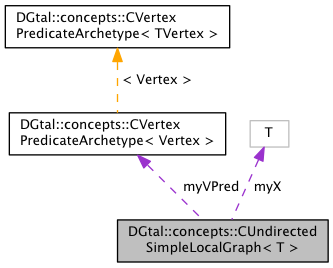 DGtal::concepts::CVertex
PredicateArchetype< TVertex >
< Vertex >
DGtal::concepts::CVertex
PredicateArchetype< Vertex >
T
myVPred
myX
DGtal::concepts::CUndirected
SimpleLocalGraph< T >